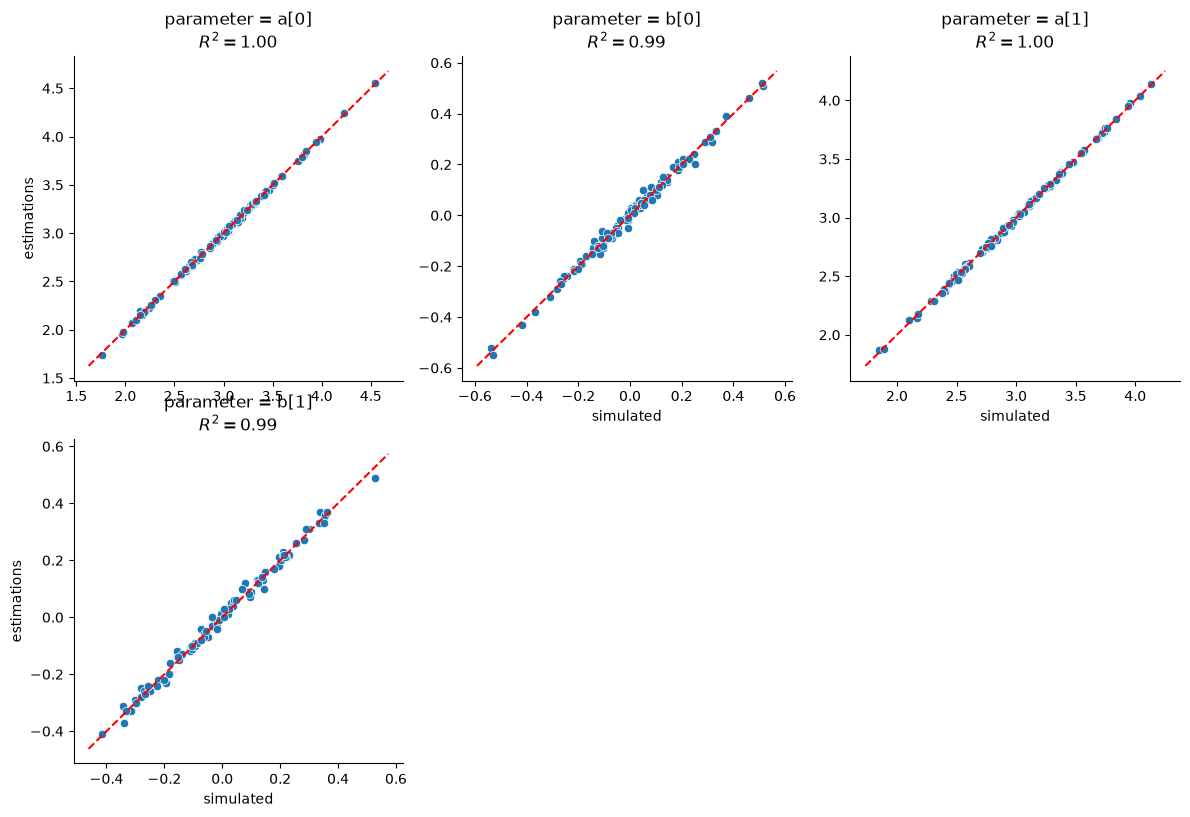 parameter = a[0]
R² = 1.00
parameter = b[0]
R² = 0.99
parameter = a[1]
R² = 1.00
estimations
4.5
4.0
3.5
3.0
2.5
2.0
1.5
1.5 2.0 2.5 3.0 3.5 4.0 4.5
0.6
0.4
0.2
0.0
−0.2
−0.4
−0.6
−0.6 −0.4 −0.2 0.0 0.2 0.4 0.6
simulated
4.0
3.5
3.0
2.5
2.0
2.0 2.5 3.0 3.5 4.0
simulated
parameter = b[1]
R² = 0.99
estimations
0.6
0.4
0.2
0.0
−0.2
−0.4
−0.4 −0.2 0.0 0.2 0.4 0.6
simulated